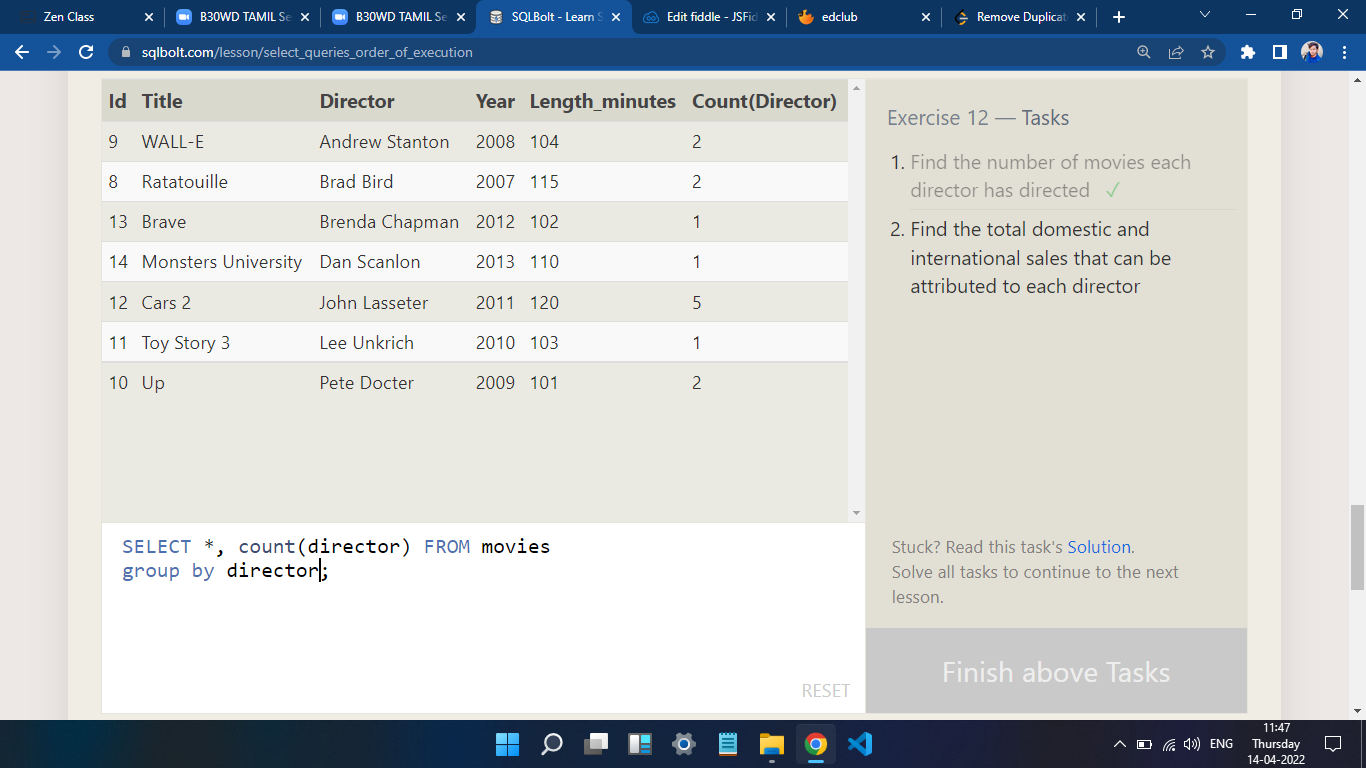 Zen Class
B30WD TAMIL Se
B30WD TAMIL Se
SQLBolt - Learn S
Edit fiddle - JSFid
edclub
Remove Duplicat
sqlbolt.com/lesson/select_queries_order_of_execution
Id Title Director Year Length_minutes Count(Director)
9 WALL-E Andrew Stanton 2008 104 2
8 Ratatouille Brad Bird 2007 115 2
13 Brave Brenda Chapman 2012 102 1
14 Monsters University Dan Scanlon 2013 110 1
12 Cars 2 John Lasseter 2011 120 5
11 Toy Story 3 Lee Unkrich 2010 103 1
10 Up Pete Docter 2009 101 2
SELECT *, count(director) FROM movies
group by director;
RESET
Exercise 12 — Tasks
1. Find the number of movies each
director has directed ✓
2. Find the total domestic and
international sales that can be
attributed to each director
Stuck? Read this task's Solution.
Solve all tasks to continue to the next
lesson.
Finish above Tasks
ENG
11:47
Thursday
14-04-2022